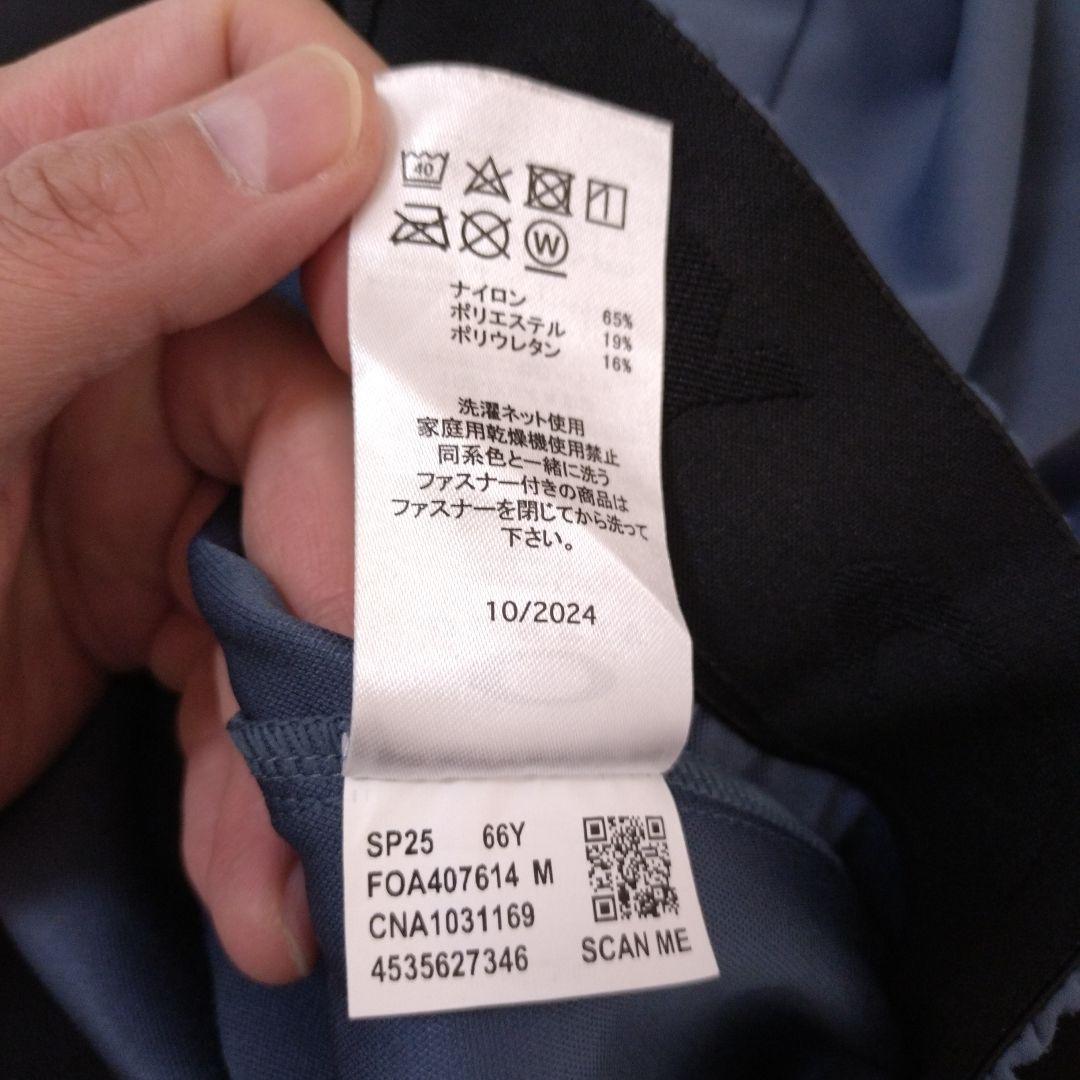 40
W
ナイロン 65%
ポリエステル 19%
ポリウレタン 16%
洗濯ネット使用
家庭用乾燥機使用禁止
同系色と一緒に洗う
ファスナー付きの商品は
ファスナーを閉じてから洗って
下さい。
10/2024
SP25 66Y
FOA407614 M
CNA1031169
4535627346
SCAN ME